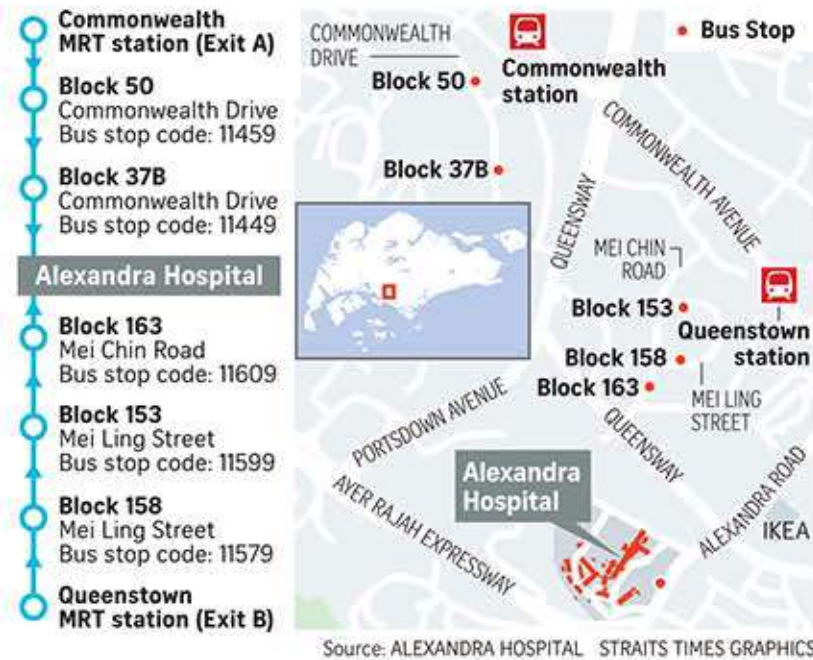 Commonwealth
MRT station (Exit A)
Block 50
Commonwealth Drive
Bus stop code: 11459
Block 37B
Commonwealth Drive
Bus stop code: 11449
Alexandra Hospital
Block 163
Mei Chin Road
Bus stop code: 11609
Block 153
Mei Ling Street
Bus stop code: 11599
Block 158
Mei Ling Street
Bus stop code: 11579
Queenstown
MRT station (Exit B)
COMMONWEALTH
DRIVE
Bus Stop
Commonwealth
station
Block 50
COMMONWEALTH AVENUE
Block 37B
QUEENSWAY
MEI CHIN
ROAD
Block 153
Queenstown
station
Block 158
Block 163
MEI LING
STREET
PORTSDOWN AVENUE
QUEENSWAY
Alexandra
Hospital
AYER RAJAH EXPRESSWAY
ALEXANDRA ROAD
IKEA
Source: ALEXANDRA HOSPITAL STRAITS TIMES GRAPHICS